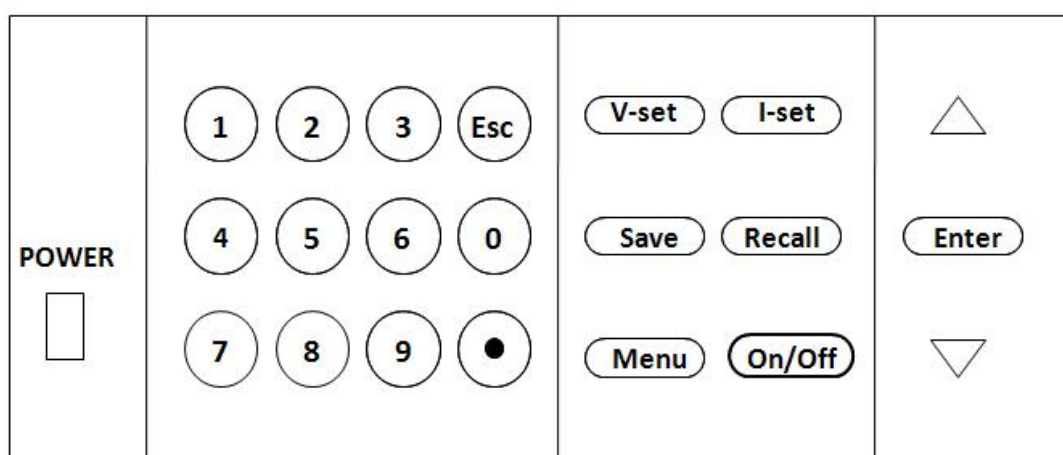 1 2 3 Esc V-set I-set
4 5 6 0 Save Recall Enter
POWER
7 8 9 Menu On/Off